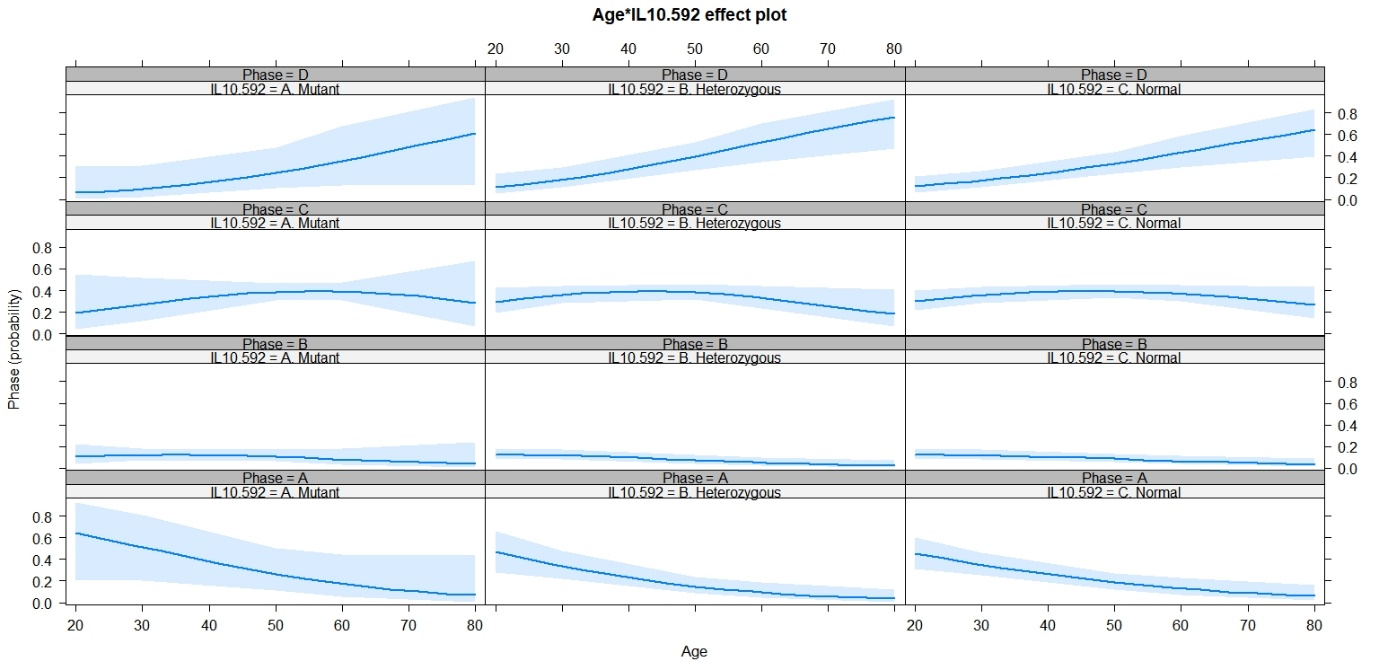 Age*IL10.592 effect plot
20 30 40 50 60 70 80
Phase = D Phase = D Phase = D
IL10.592 = A. Mutant IL10.592 = B. Heterozygous IL10.592 = C. Normal
0.8
0.6
0.4
0.2
0.0
Phase = C Phase = C Phase = C
IL10.592 = A. Mutant IL10.592 = B. Heterozygous IL10.592 = C. Normal
0.8
0.6
0.4
0.2
0.0
Phase = B Phase = B Phase = B
IL10.592 = A. Mutant IL10.592 = B. Heterozygous IL10.592 = C. Normal
0.8
0.6
0.4
0.2
0.0
Phase = A Phase = A Phase = A
IL10.592 = A. Mutant IL10.592 = B. Heterozygous IL10.592 = C. Normal
0.8
0.6
0.4
0.2
0.0
Phase (probability)
20 30 40 50 60 70 80 20 30 40 50 60 70 80
Age